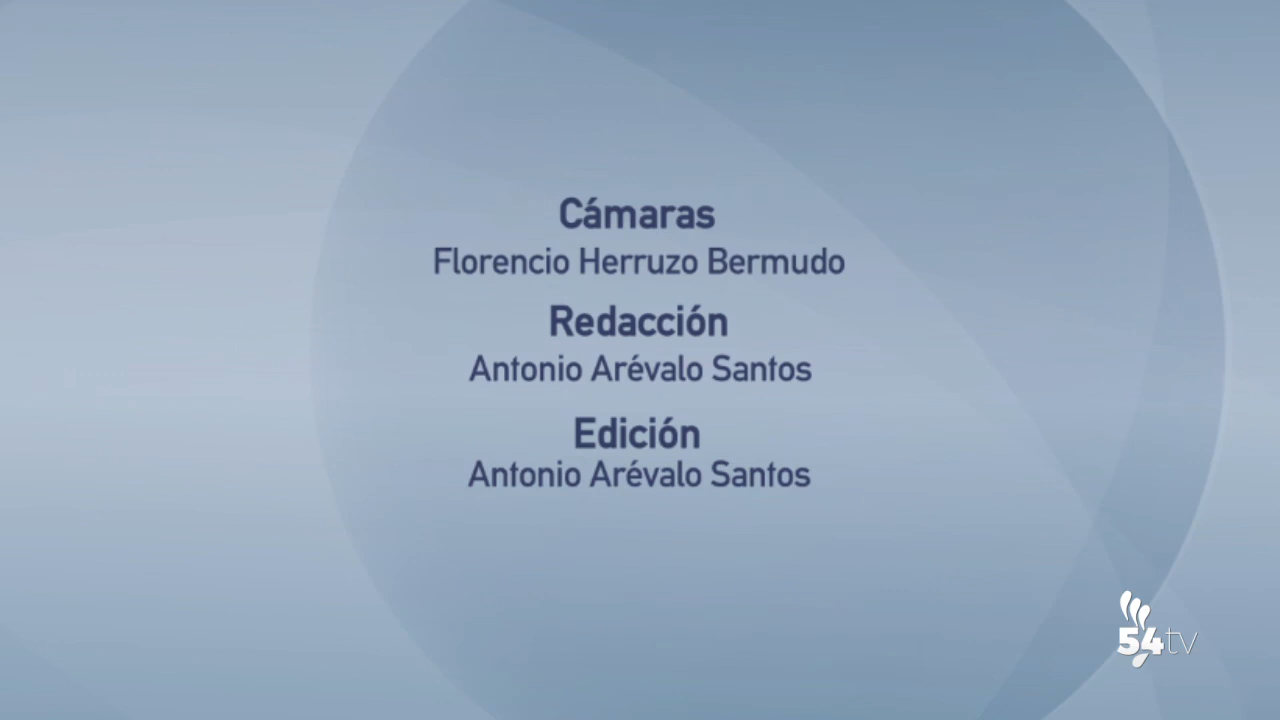 Cámaras
Florencio Herruzo Bermudo
Redacción
Antonio Arévalo Santos
Edición
Antonio Arévalo Santos
54tv